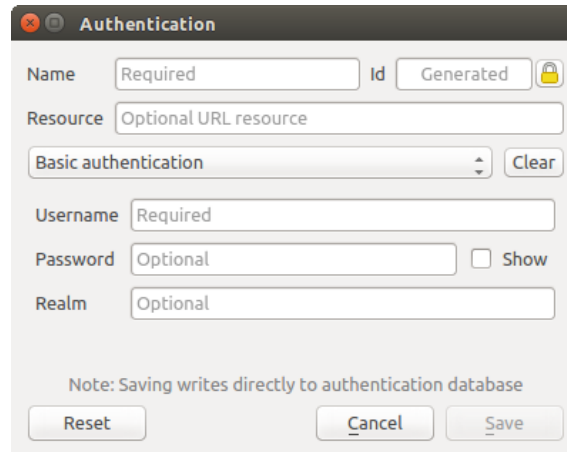 Authentication
Name Required Id Generated
Resource Optional URL resource
Basic authentication Clear
Username Required
Password Optional Show
Realm Optional
Note: Saving writes directly to authentication database
Reset Cancel Save